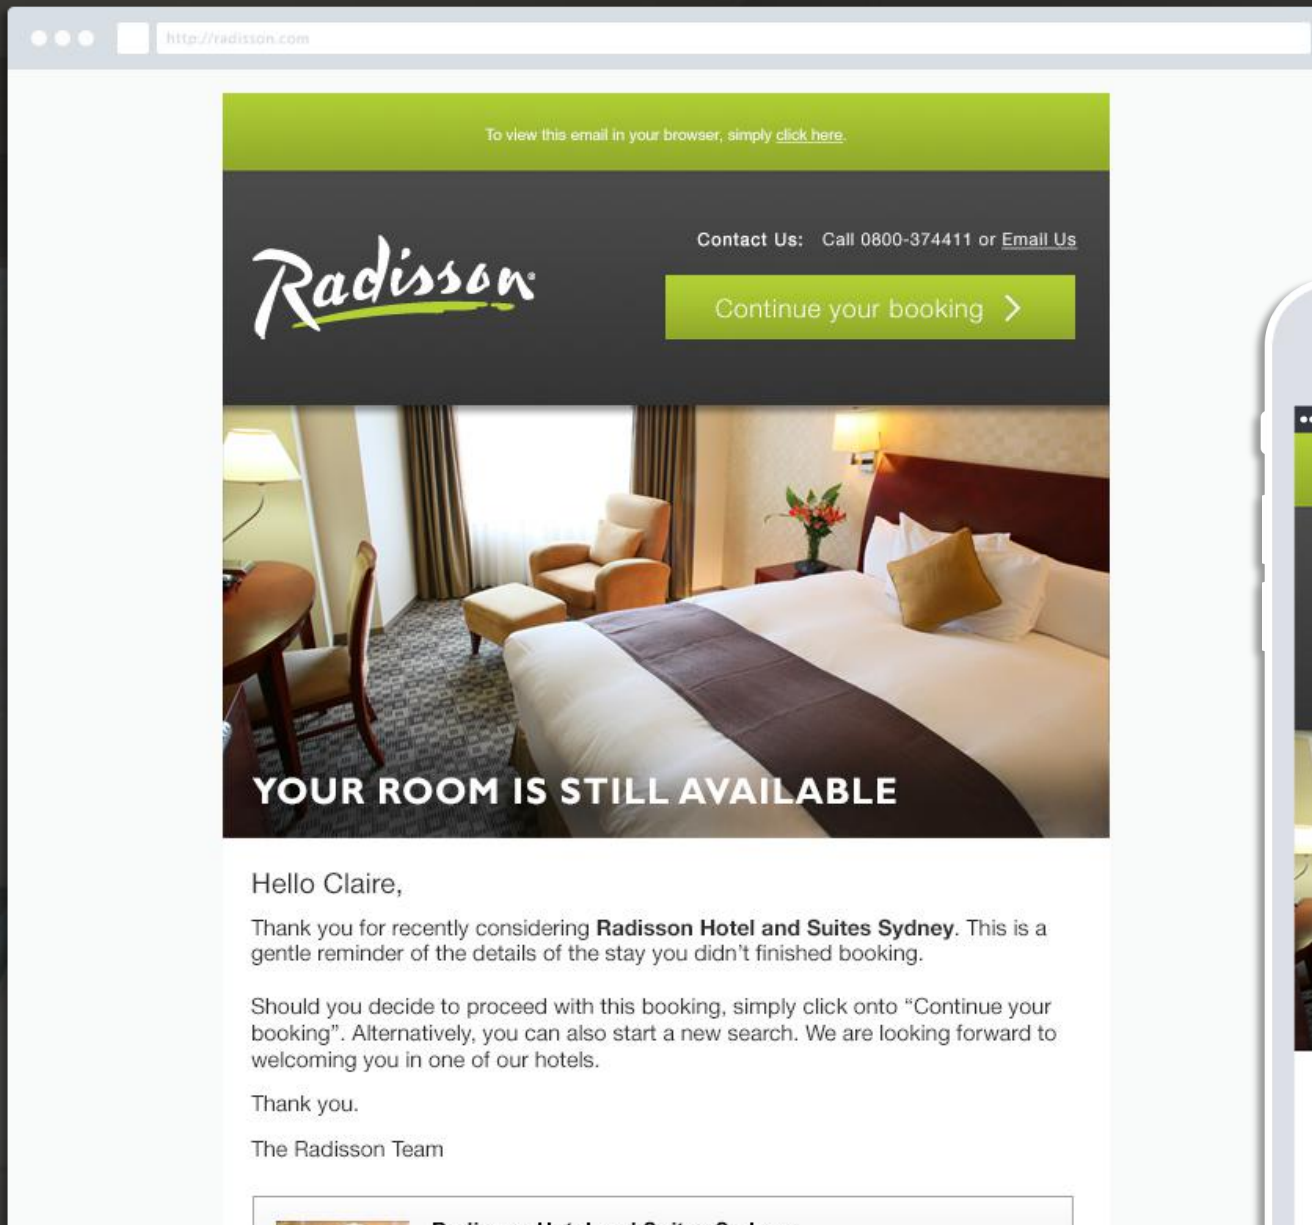 http://radisson.com
To view this email in your browser, simply click here.
Radisson®
Contact Us: Call 0800-374411 or Email Us
Continue your booking
YOUR ROOM IS STILL AVAILABLE
Hello Claire,
Thank you for recently considering Radisson Hotel and Suites Sydney. This is a
gentle reminder of the details of the stay you didn't finished booking.
Should you decide to proceed with this booking, simply click onto “Continue your
booking”. Alternatively, you can also start a new search. We are looking forward to
welcoming you in one of our hotels.
Thank you.
The Radisson Team